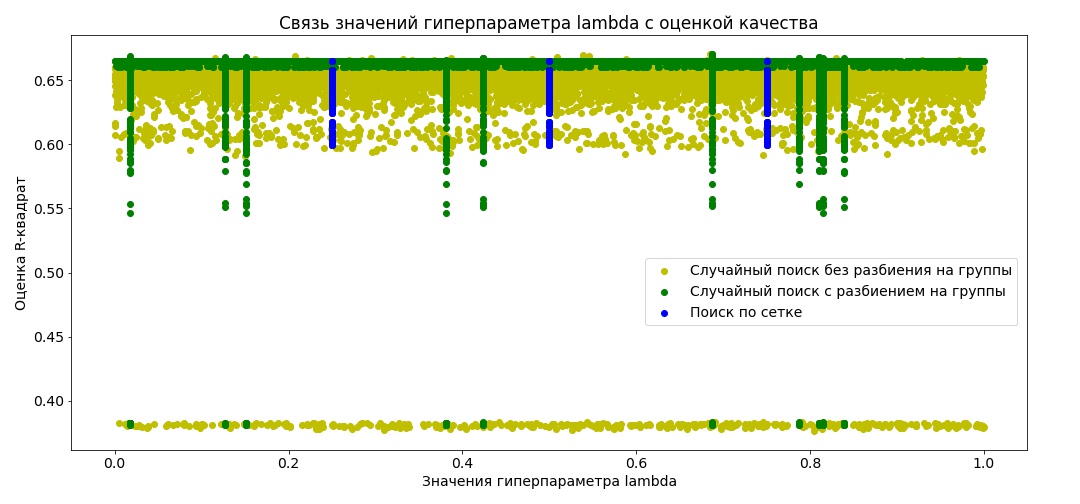 Связь значений гиперпараметра lambda с оценкой качества
Оценка R-квадрат
0.65
0.60
0.55
0.50
0.45
0.40
Случайный поиск без разбиения на группы
Случайный поиск с разбиением на группы
Поиск по сетке
0.0 0.2 0.4 0.6 0.8 1.0
Значения гиперпараметра lambda